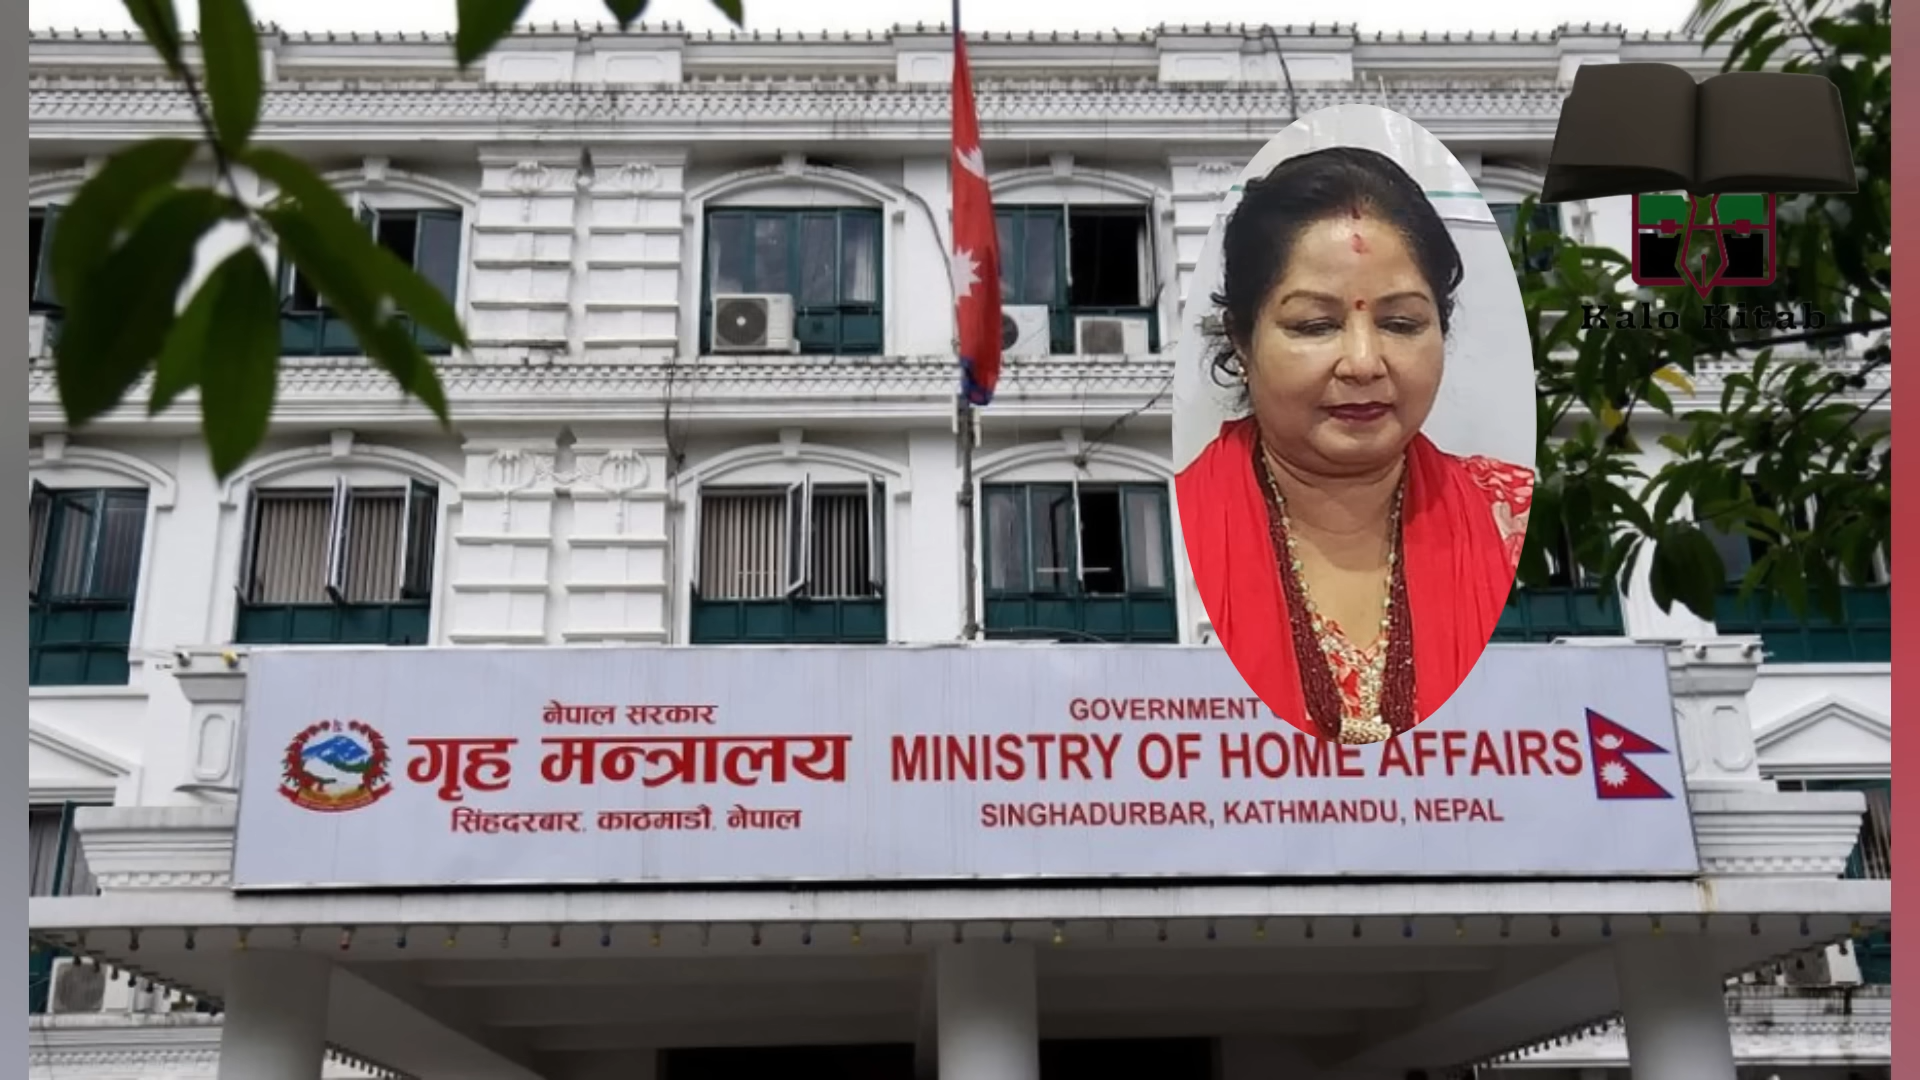 Kalo Kitab
नेपाल सरकार
गृह मन्त्रालय
सिंहदरबार, काठमाडौं, नेपाल
GOVERNMENT
MINISTRY OF HOME AFFAIRS
SINGHADURBAR, KATHMANDU, NEPAL